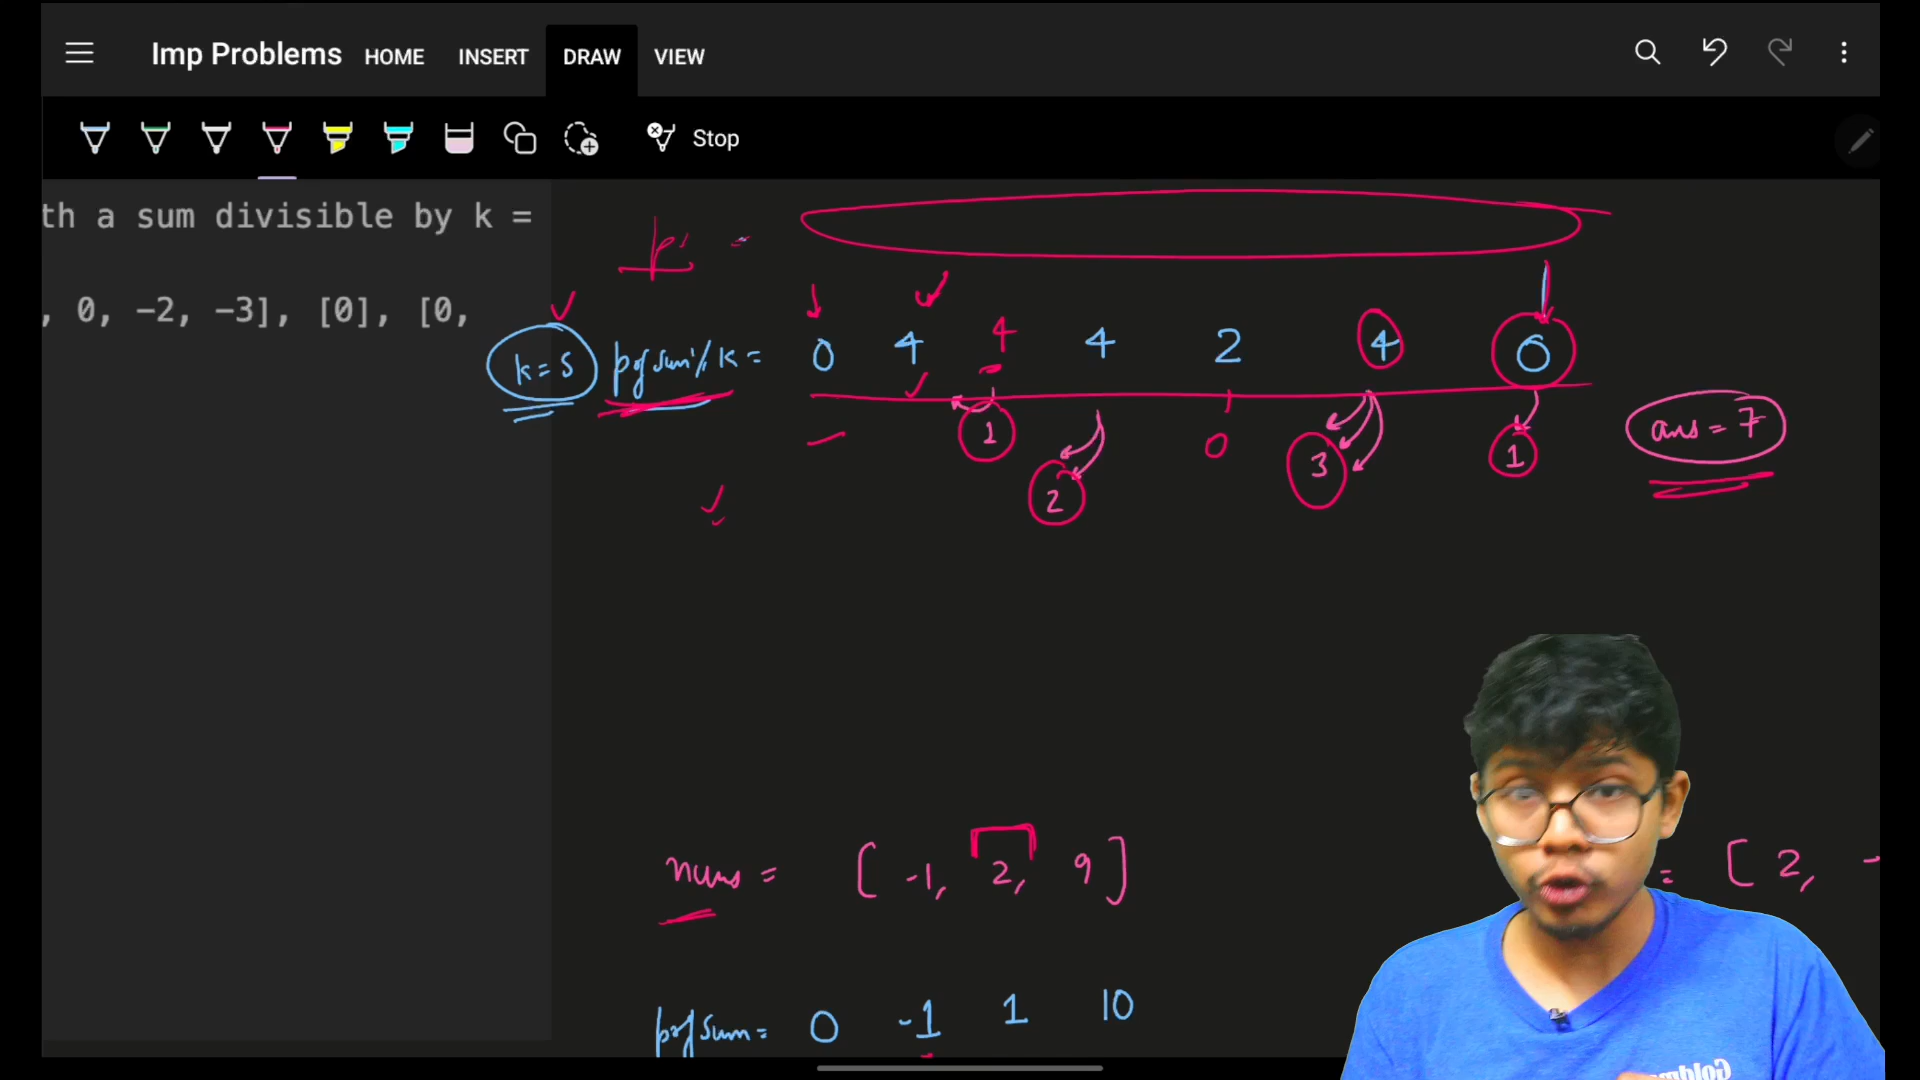 Imp Problems HOME INSERT DRAW VIEW
Stop
th a sum divisible by k =
, 0, -2, -3], [0], [0,
k = 5 prfsum % k = 0 4 4 4 2 4 0
1 2 0 3 1
ans = 7
nums = [ -1, 2, 9 ]
= [ 2, -
prfsum = 0 -1 1 10